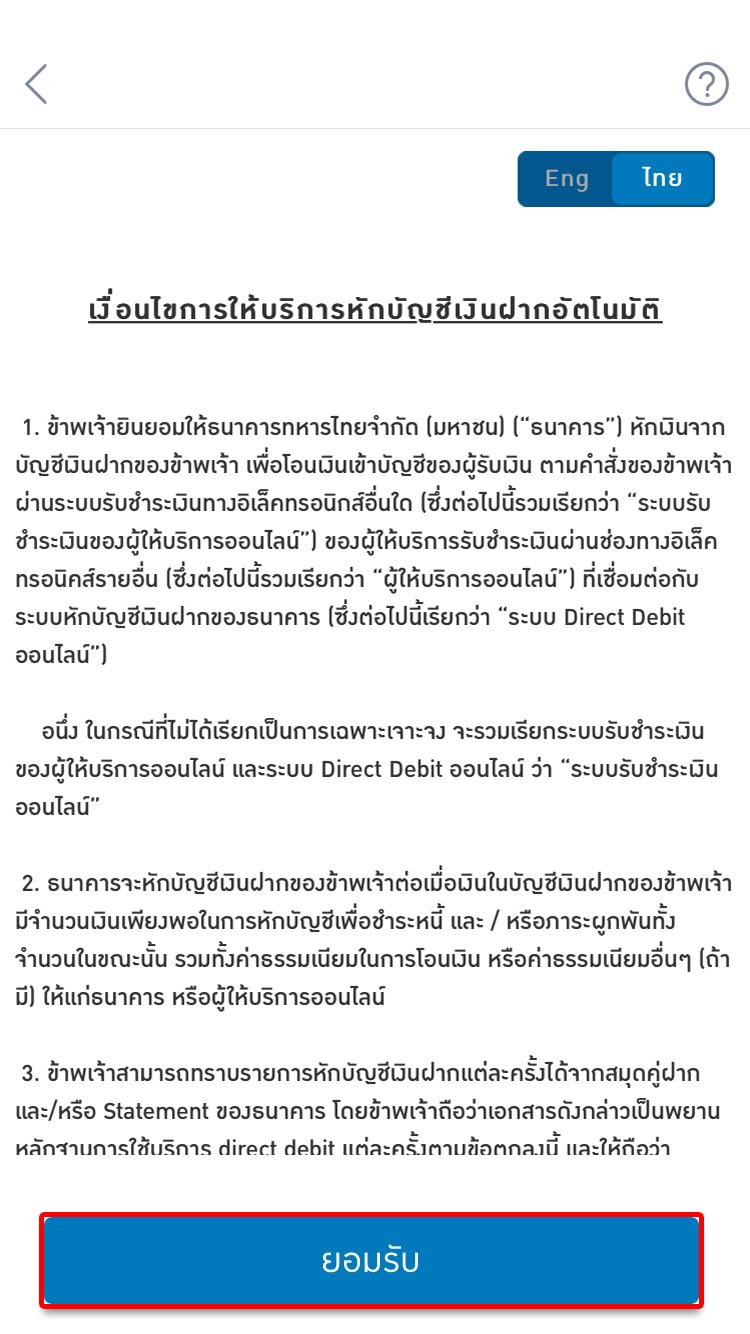 Eng ไทย
เงื่อนไขการให้บริการหักบัญชีเงินฝากอัตโนมัติ
1. ข้าพเจ้ายินยอมให้ธนาคารทหารไทยจำกัด (มหาชน) (“ธนาคาร”) หักเงินจาก
บัญชีเงินฝากของข้าพเจ้า เพื่อโอนเงินเข้าบัญชีของผู้รับเงิน ตามคำสั่งของข้าพเจ้า
ผ่านระบบรับชำระเงินทางอิเล็คทรอนิกส์อื่นใด (ซึ่งต่อไปนี้รวมเรียกว่า “ระบบรับ
ชำระเงินของผู้ให้บริการออนไลน์”) ของผู้ให้บริการรับชำระเงินผ่านช่องทางอิเล็ค
ทรอนิคส์รายอื่น (ซึ่งต่อไปนี้รวมเรียกว่า “ผู้ให้บริการออนไลน์”) ที่เชื่อมต่อกับ
ระบบหักบัญชีเงินฝากของธนาคาร (ซึ่งต่อไปนี้เรียกว่า “ระบบ Direct Debit
ออนไลน์”)
อนึ่ง ในกรณีที่ไม่ได้เรียกเป็นการเฉพาะเจาะจง จะรวมเรียกระบบรับชำระเงิน
ของผู้ให้บริการออนไลน์ และระบบ Direct Debit ออนไลน์ ว่า “ระบบรับชำระเงิน
ออนไลน์”
2. ธนาคารจะหักบัญชีเงินฝากของข้าพเจ้าต่อเมื่อเงินในบัญชีเงินฝากของข้าพเจ้า
มีจำนวนเงินเพียงพอในการหักบัญชีเพื่อชำระหนี้ และ / หรือภาระผูกพันทั้ง
จำนวนในขณะนั้น รวมทั้งค่าธรรมเนียมในการโอนเงิน หรือค่าธรรมเนียมอื่นๆ (ถ้า
มี) ให้แก่ธนาคาร หรือผู้ให้บริการออนไลน์
3. ข้าพเจ้าสามารถทราบรายการหักบัญชีเงินฝากแต่ละครั้งได้จากสมุดคู่ฝาก
และ/หรือ Statement ของธนาคาร โดยข้าพเจ้าถือว่าเอกสารดังกล่าวเป็นพยาน
หลักฐานการใช้บริการ direct debit แต่ละครั้งตามข้อตกลงนี้ และให้ถือว่า
ยอมรับ